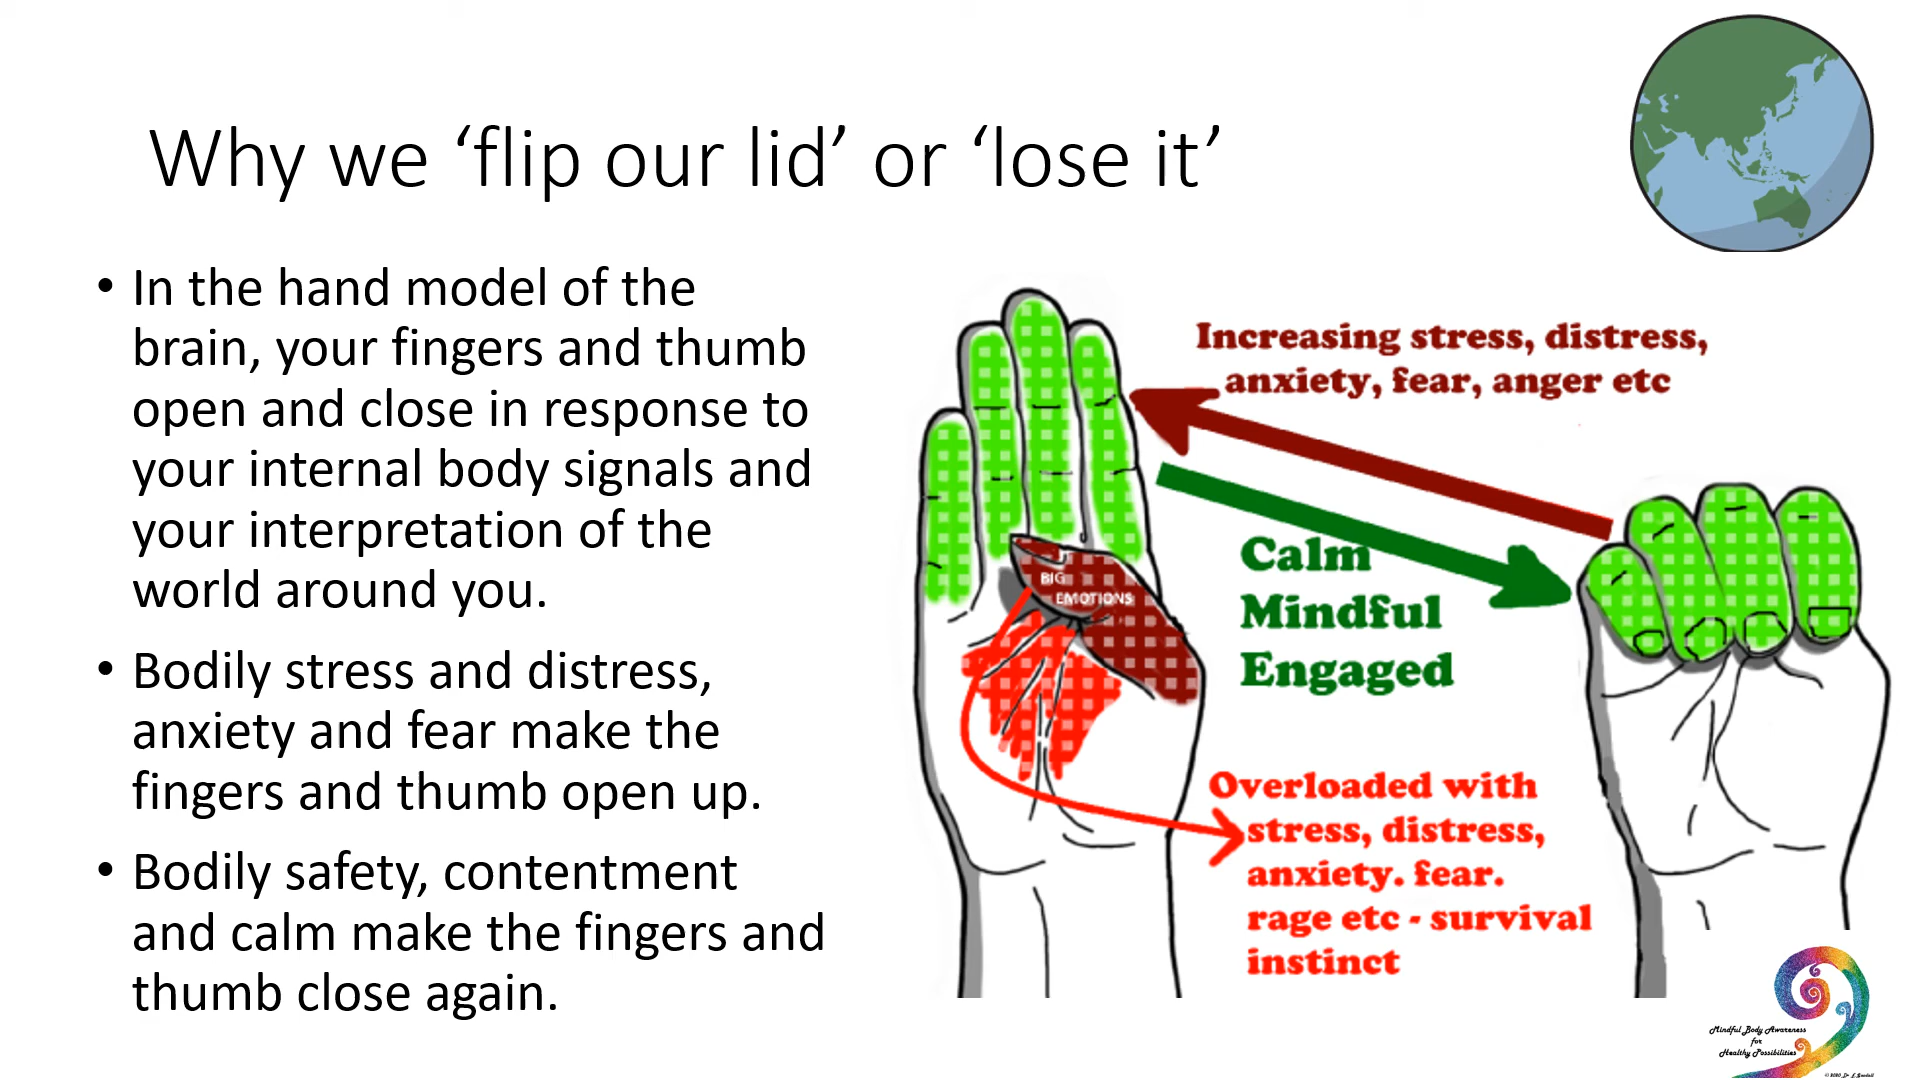 Why we ‘flip our lid’ or ‘lose it’
• In the hand model of the
brain, your fingers and thumb
open and close in response to
your internal body signals and
your interpretation of the
world around you.
• Bodily stress and distress,
anxiety and fear make the
fingers and thumb open up.
• Bodily safety, contentment
and calm make the fingers and
thumb close again.
Increasing stress, distress,
anxiety, fear, anger etc
BIG
EMOTIONS
Calm
Mindful
Engaged
Overloaded with
stress, distress,
anxiety. fear.
rage etc - survival
instinct
Mindful Body Awareness
for
Healthy Possibilities
© 2020 Dr E Goodall